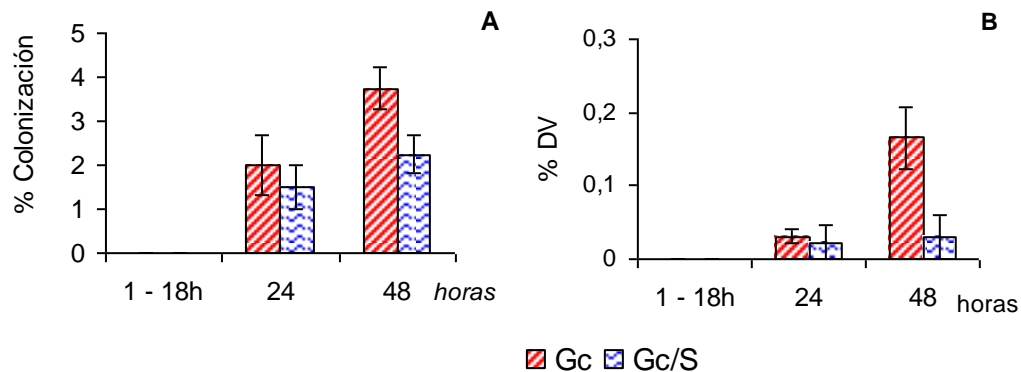 A
% Colonización
5
4
3
2
1
0
1 - 18h 24 48 horas
B
% DV
0,3
0,2
0,1
0
1 - 18h 24 48 horas
Gc Gc/S